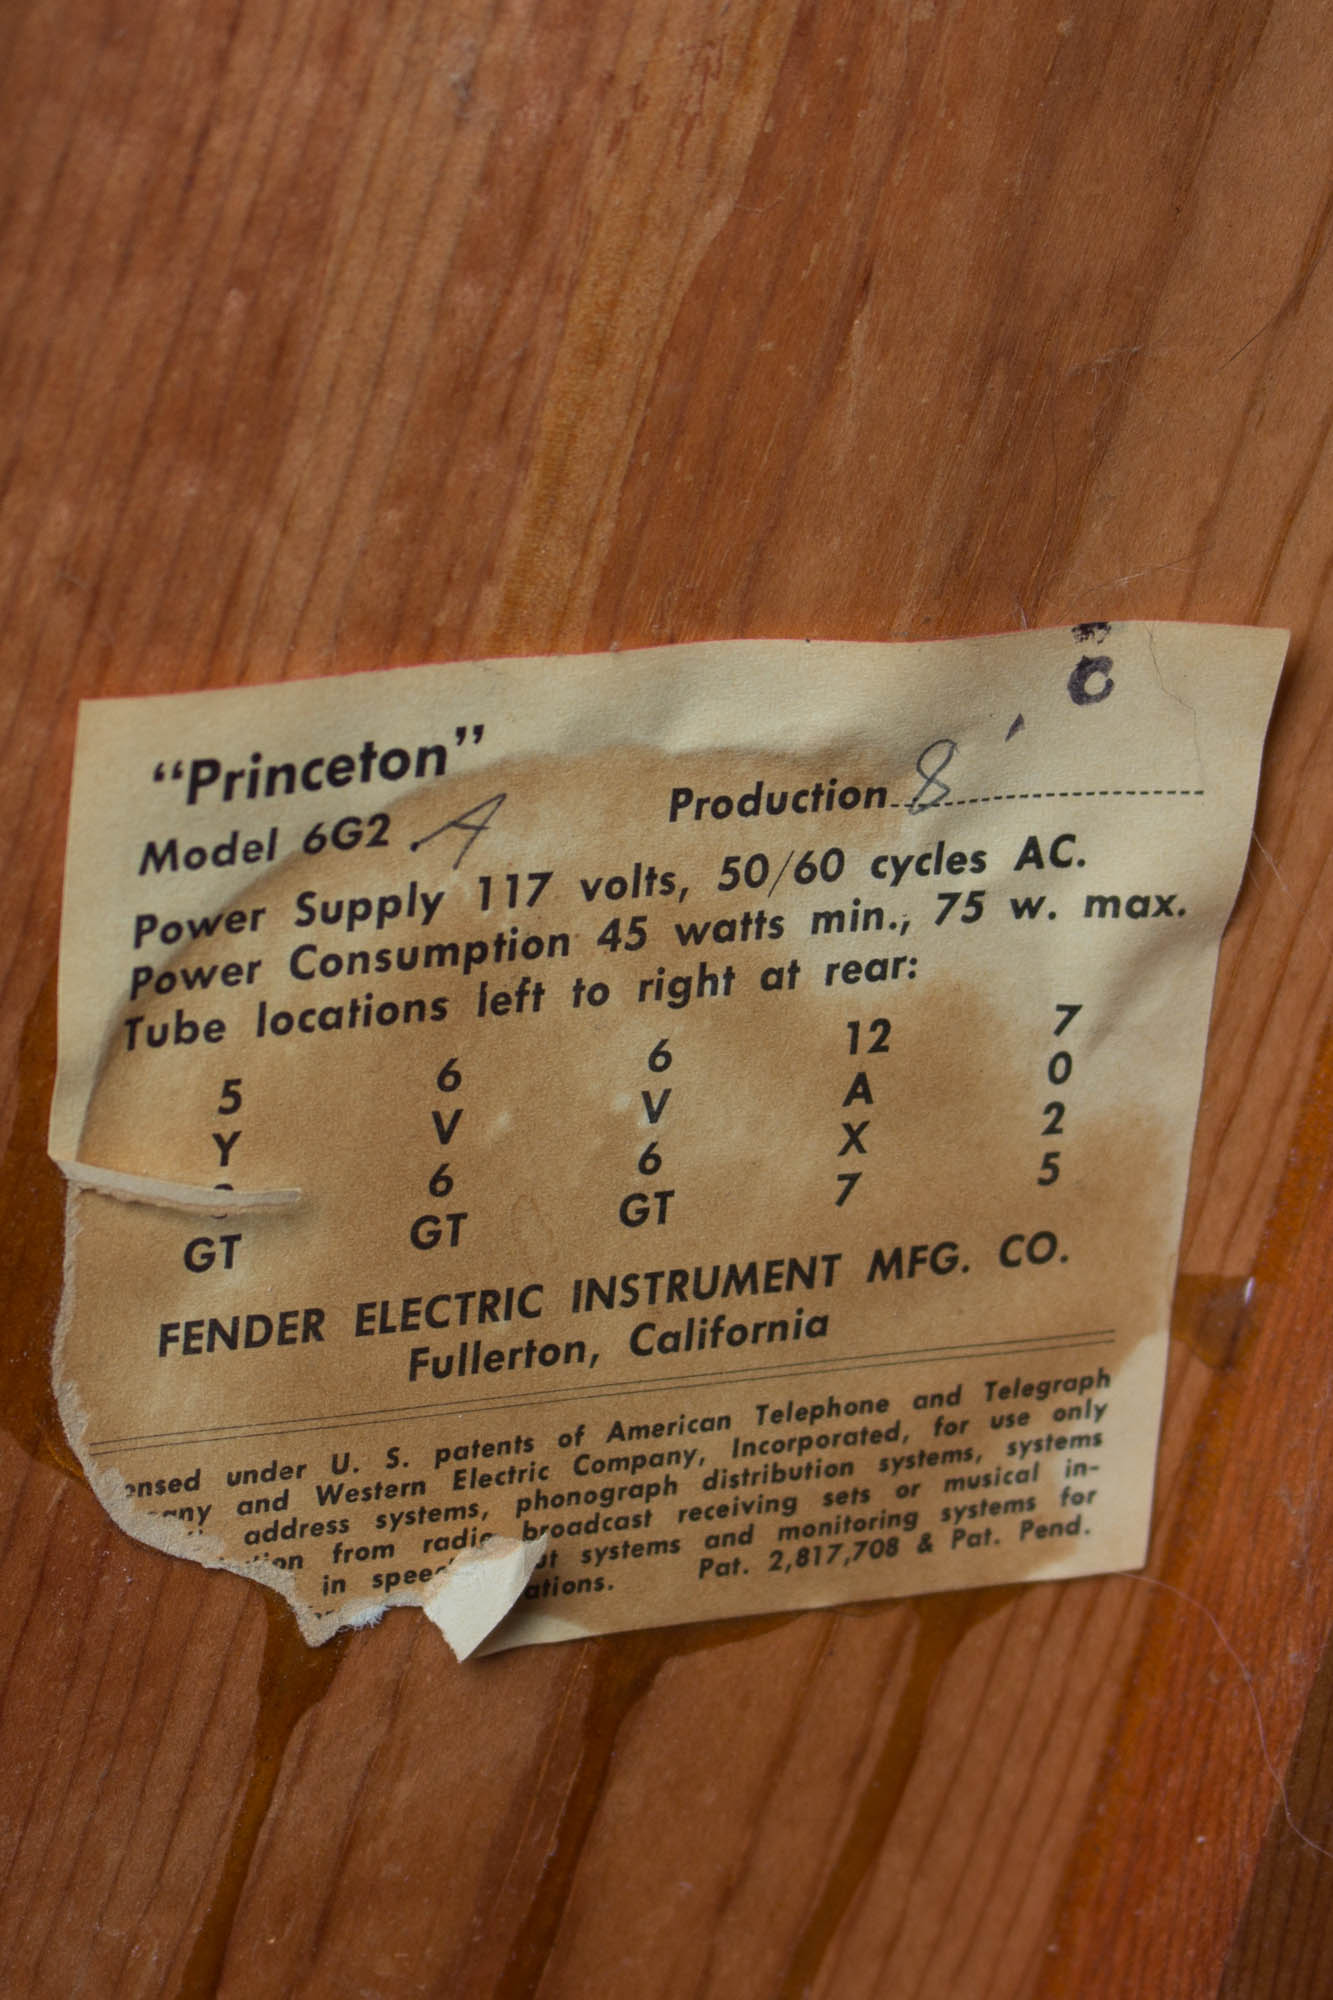 "Princeton"
Model 6G2 A Production 8
Power Supply 117 volts, 50/60 cycles AC.
Power Consumption 45 watts min., 75 w. max.
Tube locations left to right at rear:
5 6 6 12 7
Y V V A 0
6 6 X 2
GT GT GT 7 5
FENDER ELECTRIC INSTRUMENT MFG. CO.
Fullerton, California
under U. S. patents of American Telephone and Telegraph
and Western Electric Company, Incorporated, for use only
address systems, phonograph distribution systems, systems
from radio broadcast receiving sets or musical in-
in systems and monitoring systems for
Pat. 2,817,708 & Pat. Pend.